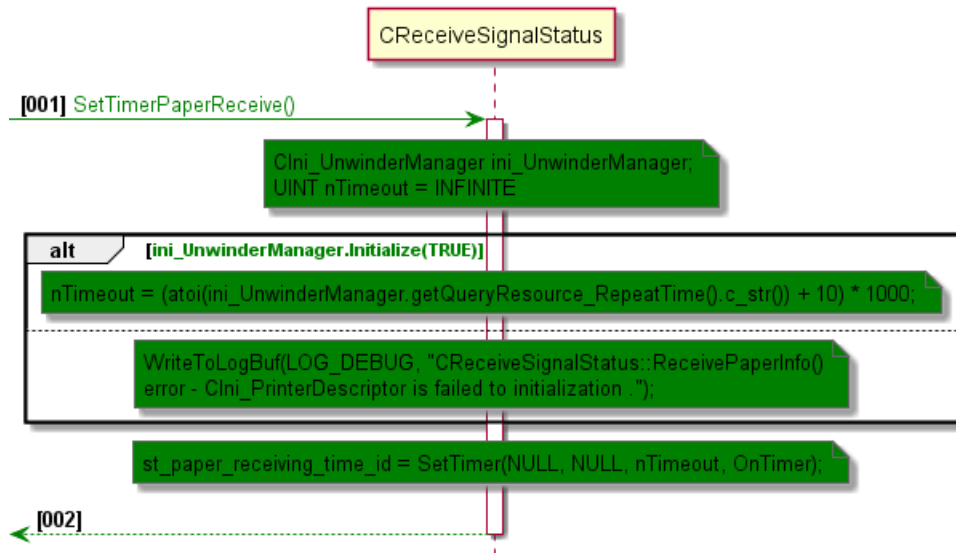 CReceiveSignalStatus
[001] SetTimerPaperReceive()
CIni_UnwinderManager ini_UnwinderManager;
UINT nTimeout = INFINITE
alt [ini_UnwinderManager.Initialize(TRUE)]
nTimeout = (atoi(ini_UnwinderManager.getQueryResource_RepeatTime().c_str()) + 10) * 1000;
WriteToLogBuf(LOG_DEBUG, "CReceiveSignalStatus::ReceivePaperInfo()
error - CIni_PrinterDescriptor is failed to initialization .");
st_paper_receiving_time_id = SetTimer(NULL, NULL, nTimeout, OnTimer);
[002]